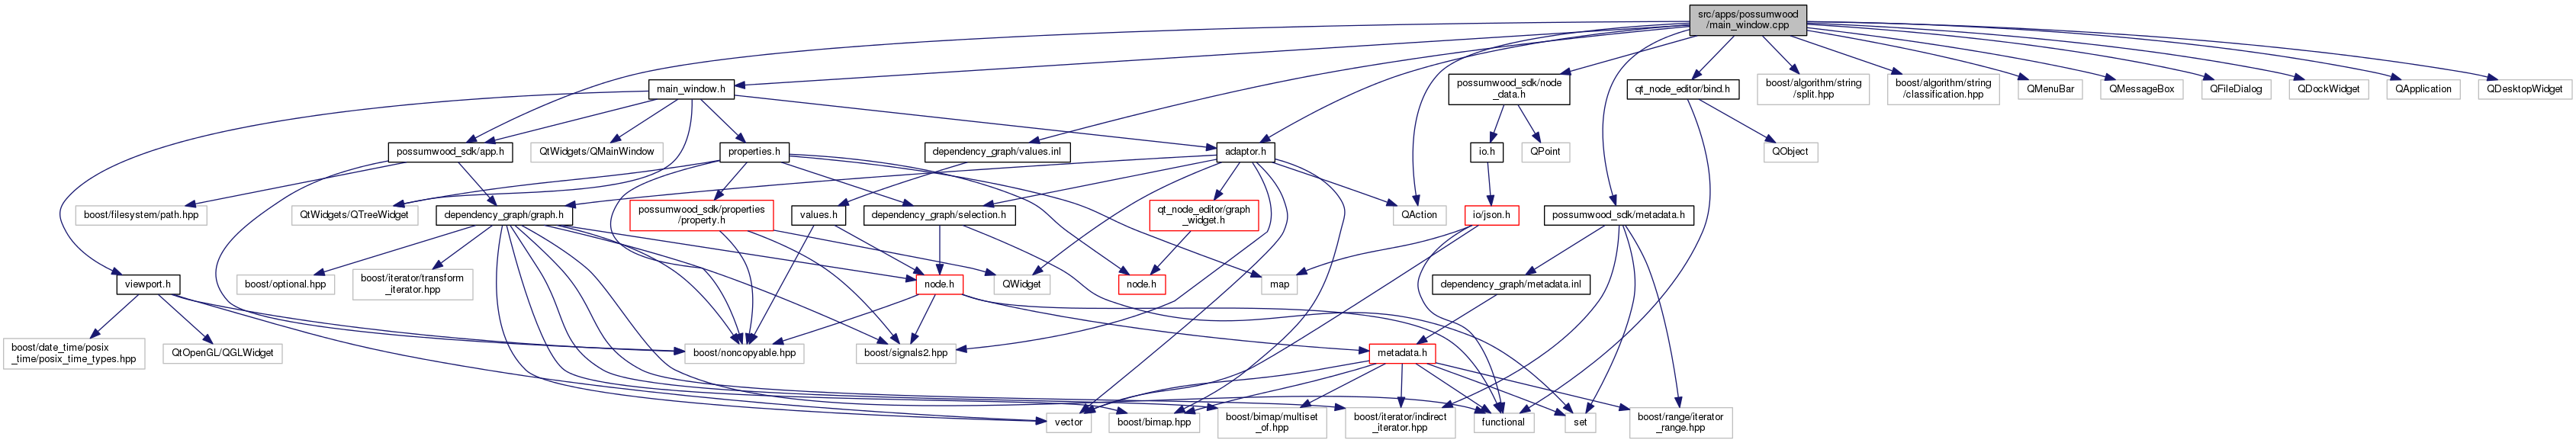 src/apps/possumwood
/main_window.cpp
main_window.h
possumwood_sdk/node
_data.h
qt_node_editor/bind.h
boost/algorithm/string
/split.hpp
boost/algorithm/string
/classification.hpp
QMenuBar
QMessageBox
QFileDialog
QDockWidget
QApplication
QDesktopWidget
possumwood_sdk/app.h
QtWidgets/QMainWindow
properties.h
dependency_graph/values.inl
adaptor.h
io.h
QPoint
QObject
boost/filesystem/path.hpp
QtWidgets/QTreeWidget
dependency_graph/graph.h
possumwood_sdk/properties
/property.h
values.h
dependency_graph/selection.h
qt_node_editor/graph
_widget.h
QAction
io/json.h
possumwood_sdk/metadata.h
viewport.h
boost/optional.hpp
boost/iterator/transform
_iterator.hpp
node.h
QWidget
node.h
map
dependency_graph/metadata.inl
boost/date_time/posix
_time/posix_time_types.hpp
QtOpenGL/QGLWidget
boost/noncopyable.hpp
boost/signals2.hpp
metadata.h
vector
boost/bimap.hpp
boost/bimap/multiset
_of.hpp
boost/iterator/indirect
_iterator.hpp
functional
set
boost/range/iterator
_range.hpp